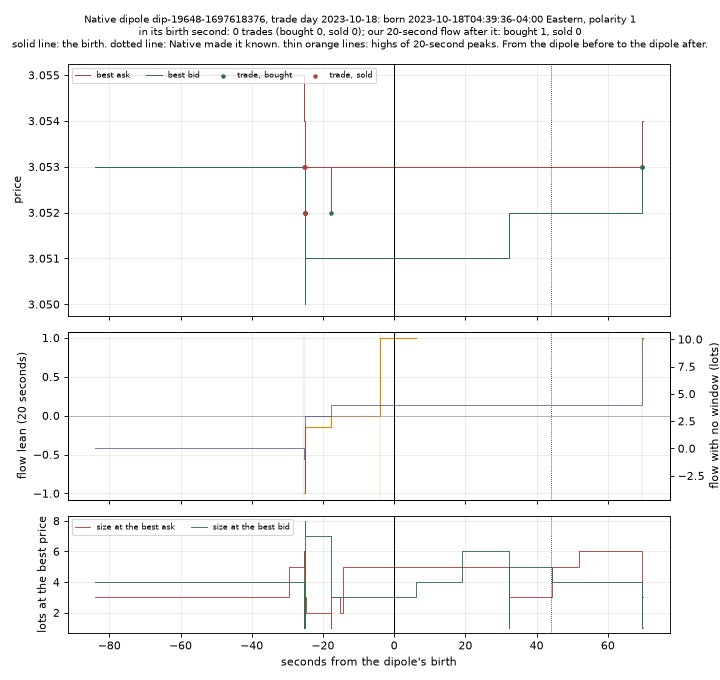 Native dipole dip-19648-1697618376, trade day 2023-10-18: born 2023-10-18T04:39:36-04:00 Eastern, polarity 1
in its birth second: 0 trades (bought 0, sold 0); our 20-second flow after it: bought 1, sold 0
solid line: the birth. dotted line: Native made it known. thin orange lines: highs of 20-second peaks. From the dipole before to the dipole after.
best ask
best bid
trade, bought
trade, sold
3.055
3.054
3.053
3.052
3.051
3.050
price
1.0
0.5
0.0
−0.5
−1.0
flow lean (20 seconds)
10.0
7.5
5.0
2.5
0.0
−2.5
flow with no window (lots)
size at the best ask
size at the best bid
8
6
4
2
lots at the best price
−80
−60
−40
−20
0
20
40
60
seconds from the dipole's birth